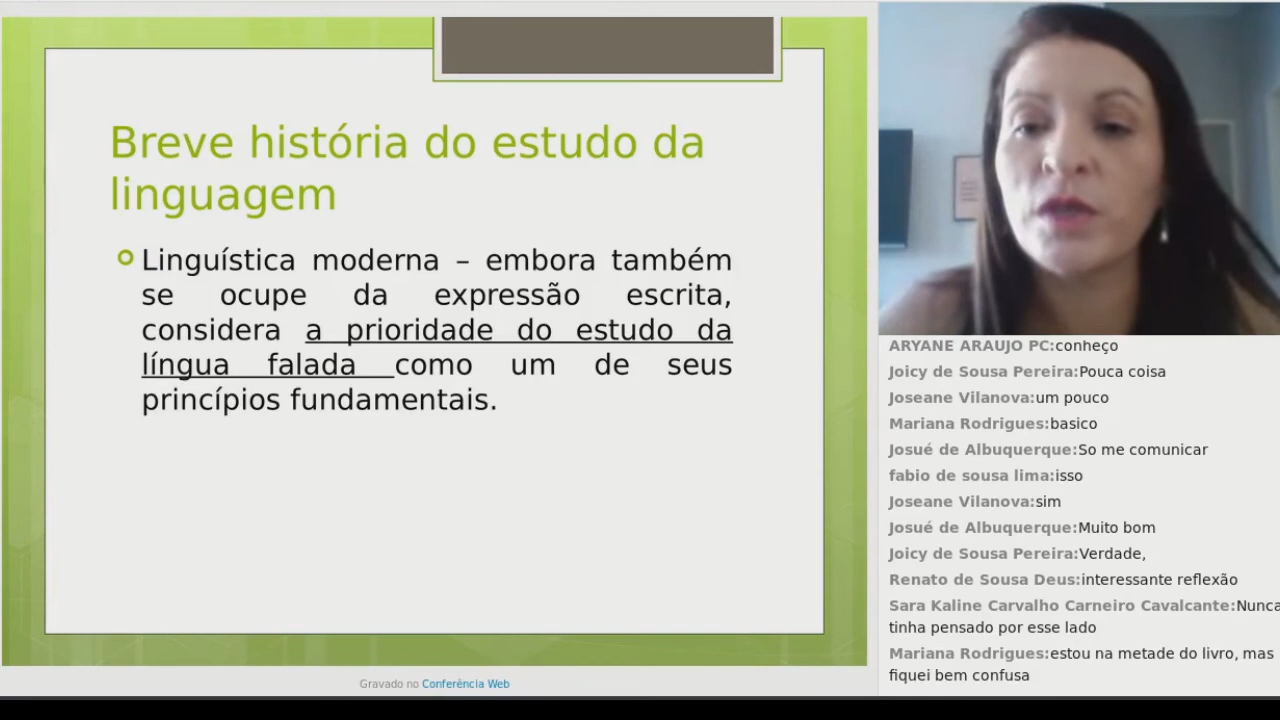 Breve história do estudo da
linguagem
Linguística moderna – embora também
se ocupe da expressão escrita,
considera a prioridade do estudo da
língua falada como um de seus
princípios fundamentais.
Gravado no Conferência Web
ARYANE ARAUJO PC:conheço
Joicy de Sousa Pereira:Pouca coisa
Joseane Vilanova:um pouco
Mariana Rodrigues:basico
Josué de Albuquerque:So me comunicar
fabio de sousa lima:isso
Joseane Vilanova:sim
Josué de Albuquerque:Muito bom
Joicy de Sousa Pereira:Verdade,
Renato de Sousa Deus:interessante reflexão
Sara Kaline Carvalho Carneiro Cavalcante:Nunca
tinha pensado por esse lado
Mariana Rodrigues:estou na metade do livro, mas
fiquei bem confusa